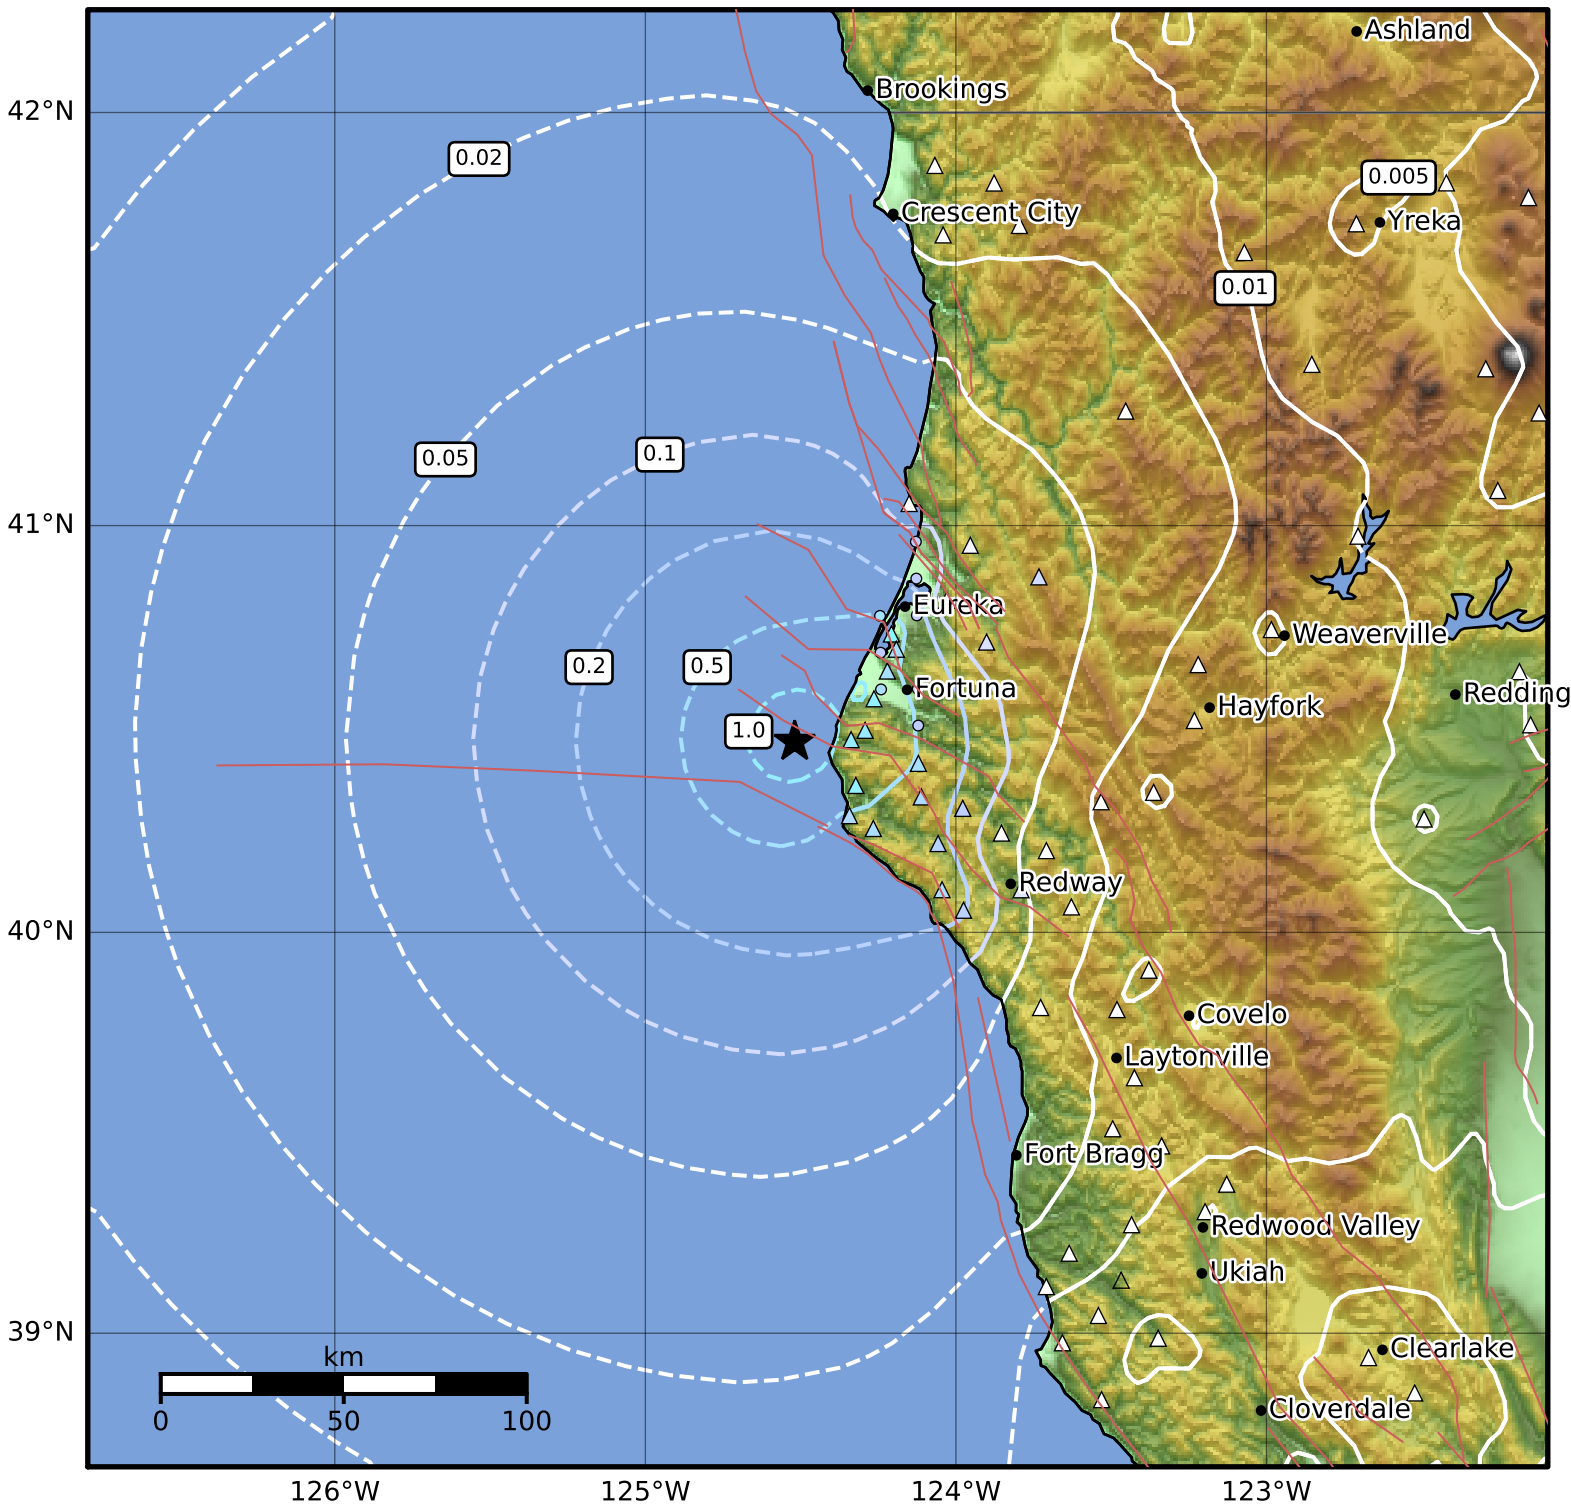 Ashland
Brookings
42°N
0.02
0.005
Crescent City
Yreka
0.01
0.05
0.1
41°N
Eureka
Weaverville
0.2
0.5
Fortuna
Redding
Hayfork
1.0
Redway
40°N
Covelo
Laytonville
Fort Bragg
Redwood Valley
Ukiah
39°N
Clearlake
km
Cloverdale
0 50 100
126°W 125°W 124°W 123°W